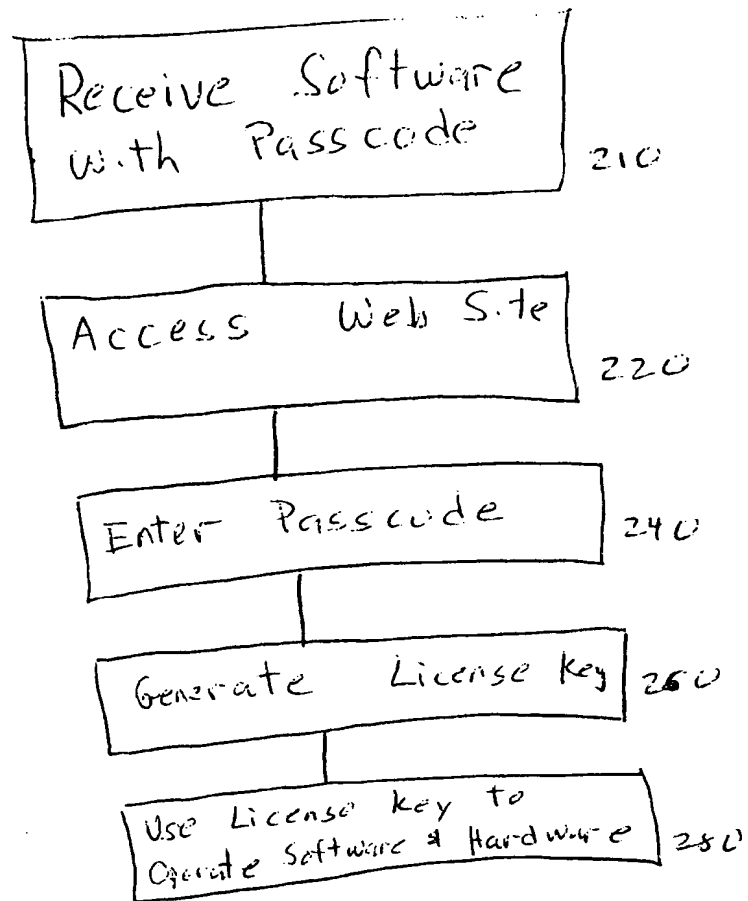 Receive Software
with Passcode
210
Access Web Site
220
Enter Passcode
240
Generate License Key
260
Use License Key to
Operate Software & Hardware
280